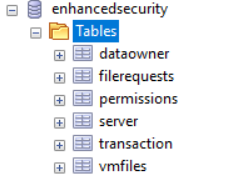 enhancedsecurity
Tables
dataowner
filerequests
permissions
server
transaction
vmfiles